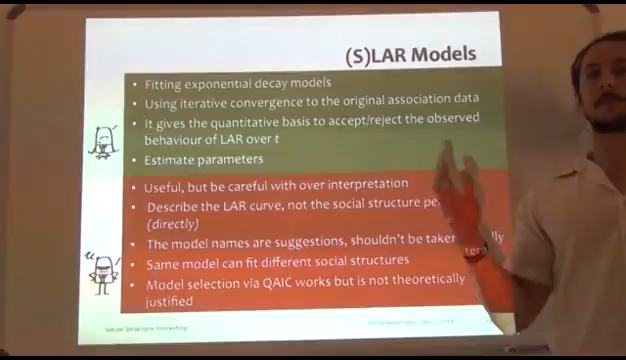 (S)LAR Models
• Fitting exponential decay models
• Using iterative convergence to the original association data
• It gives the quantitative basis to accept/reject the observed
behaviour of LAR over t
• Estimate parameters
• Useful, but be careful with over interpretation
• Describe the LAR curve, not the social structure
(directly)
• The model names are suggestions, shouldn't be taken
• Same model can fit different social structures
• Model selection via QAIC works but is not theoretically
justified
Social Structure Workshop